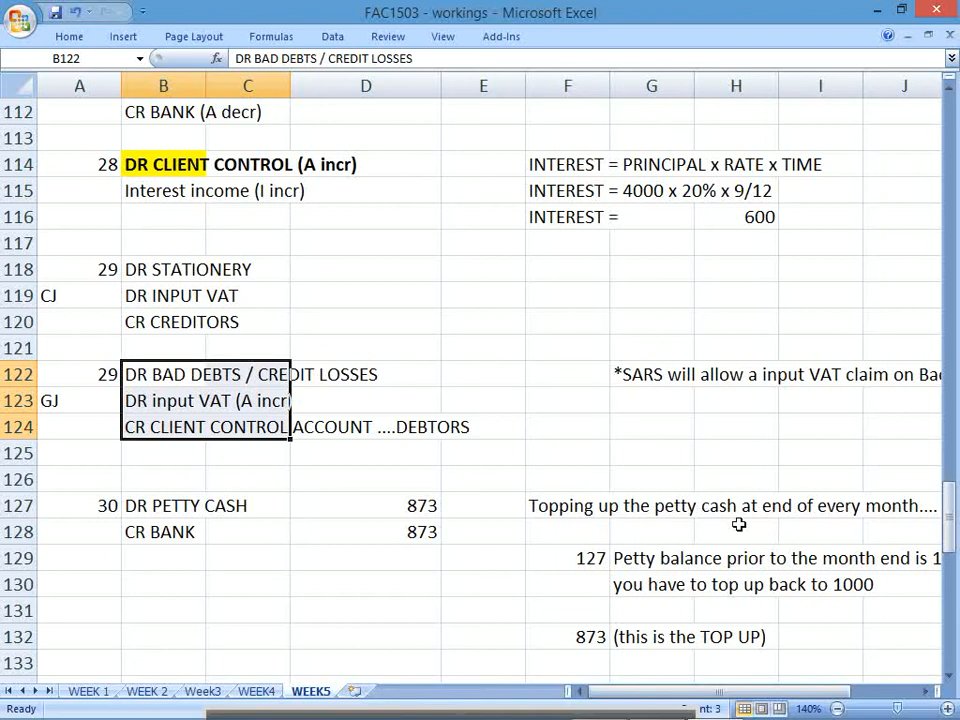 FAC1503 - workings - Microsoft Excel
Home Insert Page Layout Formulas Data Review View Add-Ins
B122 fx DR BAD DEBTS / CREDIT LOSSES
A B C D E F G H I J
112 CR BANK (A decr)
113
114 28 DR CLIENT CONTROL (A incr) INTEREST = PRINCIPAL x RATE x TIME
115 Interest income (I incr) INTEREST = 4000 x 20% x 9/12
116 INTEREST = 600
117
118 29 DR STATIONERY
119 CJ DR INPUT VAT
120 CR CREDITORS
121
122 29 DR BAD DEBTS / CREDIT LOSSES *SARS will allow a input VAT claim on
123 GJ DR input VAT (A incr)
124 CR CLIENT CONTROL ACCOUNT ....DEBTORS
125
126
127 30 DR PETTY CASH 873 Topping up the petty cash at end of every month....
128 CR BANK 873
129 127 Petty balance prior to the month end is
130 you have to top up back to 1000
131
132 873 (this is the TOP UP)
133
WEEK 1 WEEK 2 Week3 WEEK4 WEEK5
Ready nt: 3 140%